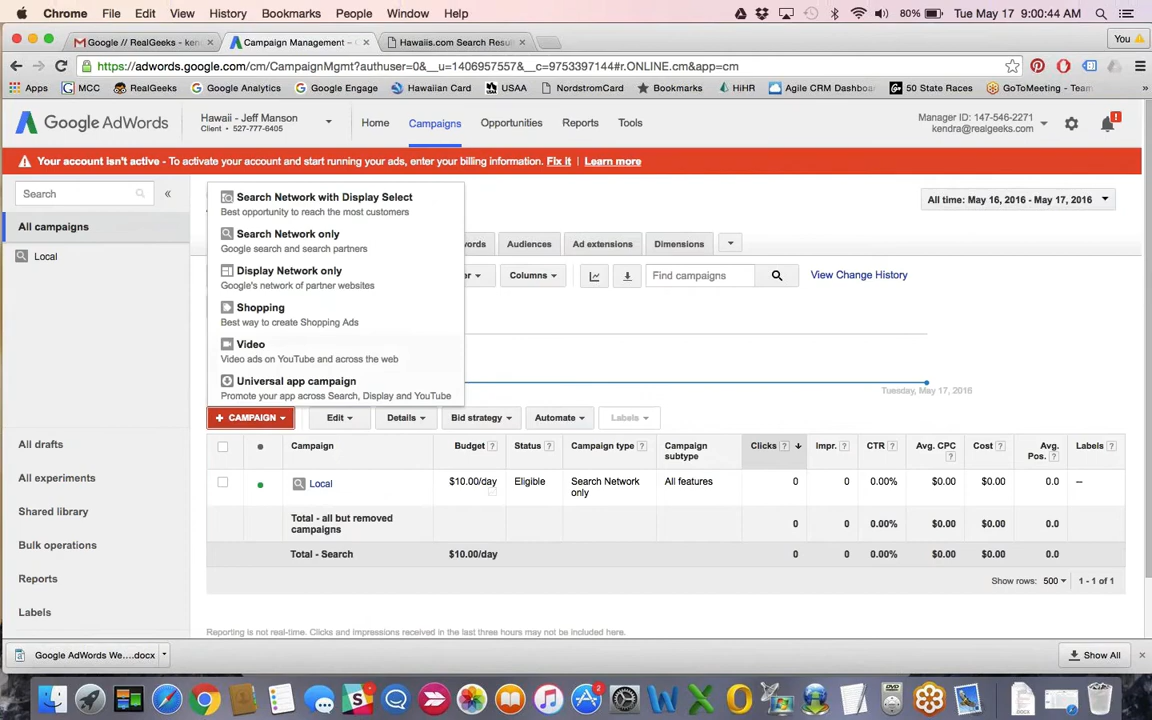 Chrome File Edit View History Bookmarks People Window Help 80% Tue May 17 9:00:44 AM
Google // RealGeeks - ken Campaign Management – Hawaiis.com Search Resul You
https://adwords.google.com/cm/CampaignMgmt?authuser=0&__u=1406957557&__c=9753397144#r.ONLINE.cm&app=cm
Apps MCC RealGeeks Google Analytics Google Engage Hawaiian Card USAA NordstromCard Bookmarks HiHR Agile CRM Dashboa 50 State Races GoToMeeting - Team »
Google AdWords
Hawaii - Jeff Manson
Client • 527-777-6405
Home Campaigns Opportunities Reports Tools
Manager ID: 147-546-2271
kendra@realgeeks.com
!
Your account isn't active - To activate your account and start running your ads, enter your billing information. Fix it | Learn more
Search «
All campaigns
Local
All drafts
All experiments
Shared library
Bulk operations
Reports
Labels
Search Network with Display Select
Best opportunity to reach the most customers
Search Network only
Google search and search partners
Display Network only
Google's network of partner websites
Shopping
Best way to create Shopping Ads
Video
Video ads on YouTube and across the web
Universal app campaign
Promote your app across Search, Display and YouTube
All time: May 16, 2016 - May 17, 2016
ords Audiences Ad extensions Dimensions
er Columns Find campaigns View Change History
Tuesday, May 17, 2016
+ CAMPAIGN Edit Details Bid strategy Automate Labels
● Campaign Budget ? Status ? Campaign type ? Campaign subtype Clicks ? Impr. ? CTR ? Avg. CPC ? Cost ? Avg. Pos. ? Labels ?
Local $10.00/day Eligible Search Network only All features 0 0 0.00% $0.00 $0.00 0.0 --
Total - all but removed campaigns 0 0 0.00% $0.00 $0.00 0.0
Total - Search $10.00/day 0 0 0.00% $0.00 $0.00 0.0
Show rows: 500 1 - 1 of 1
Reporting is not real-time. Clicks and impressions received in the last three hours may not be included here.
Google AdWords We....docx Show All
2